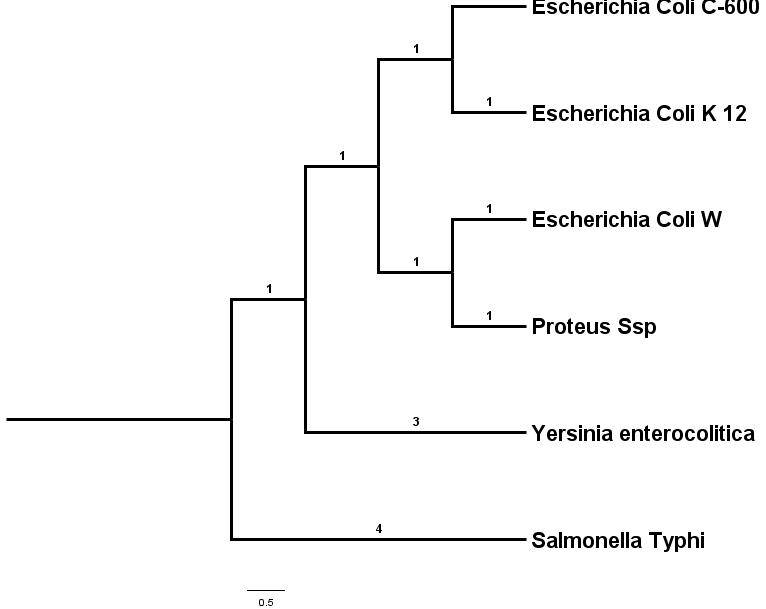 Escherichia Coli C-600
1
1
Escherichia Coli K 12
1
1
Escherichia Coli W
1
1
Proteus Ssp
1
3
Yersinia enterocolitica
4
Salmonella Typhi
0.5